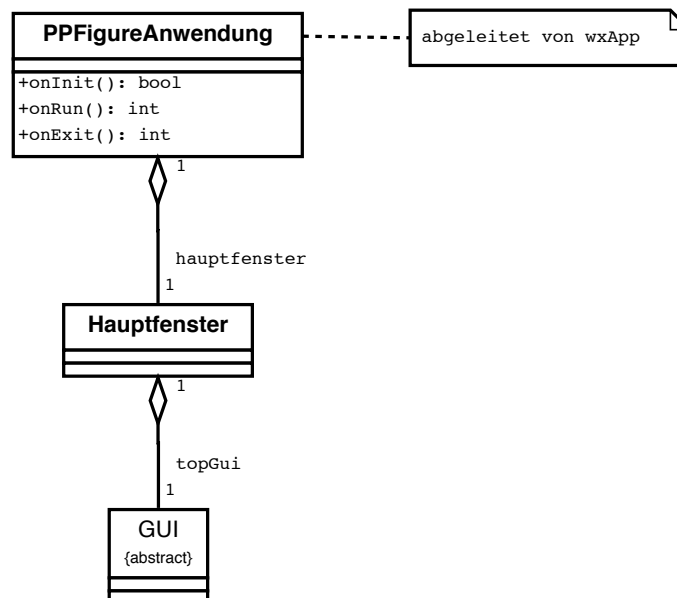 PPFigureAnwendung
abgeleitet von wxApp
+onInit(): bool
+onRun(): int
+onExit(): int
1
hauptfenster
1
Hauptfenster
1
topGui
1
GUI
{abstract}